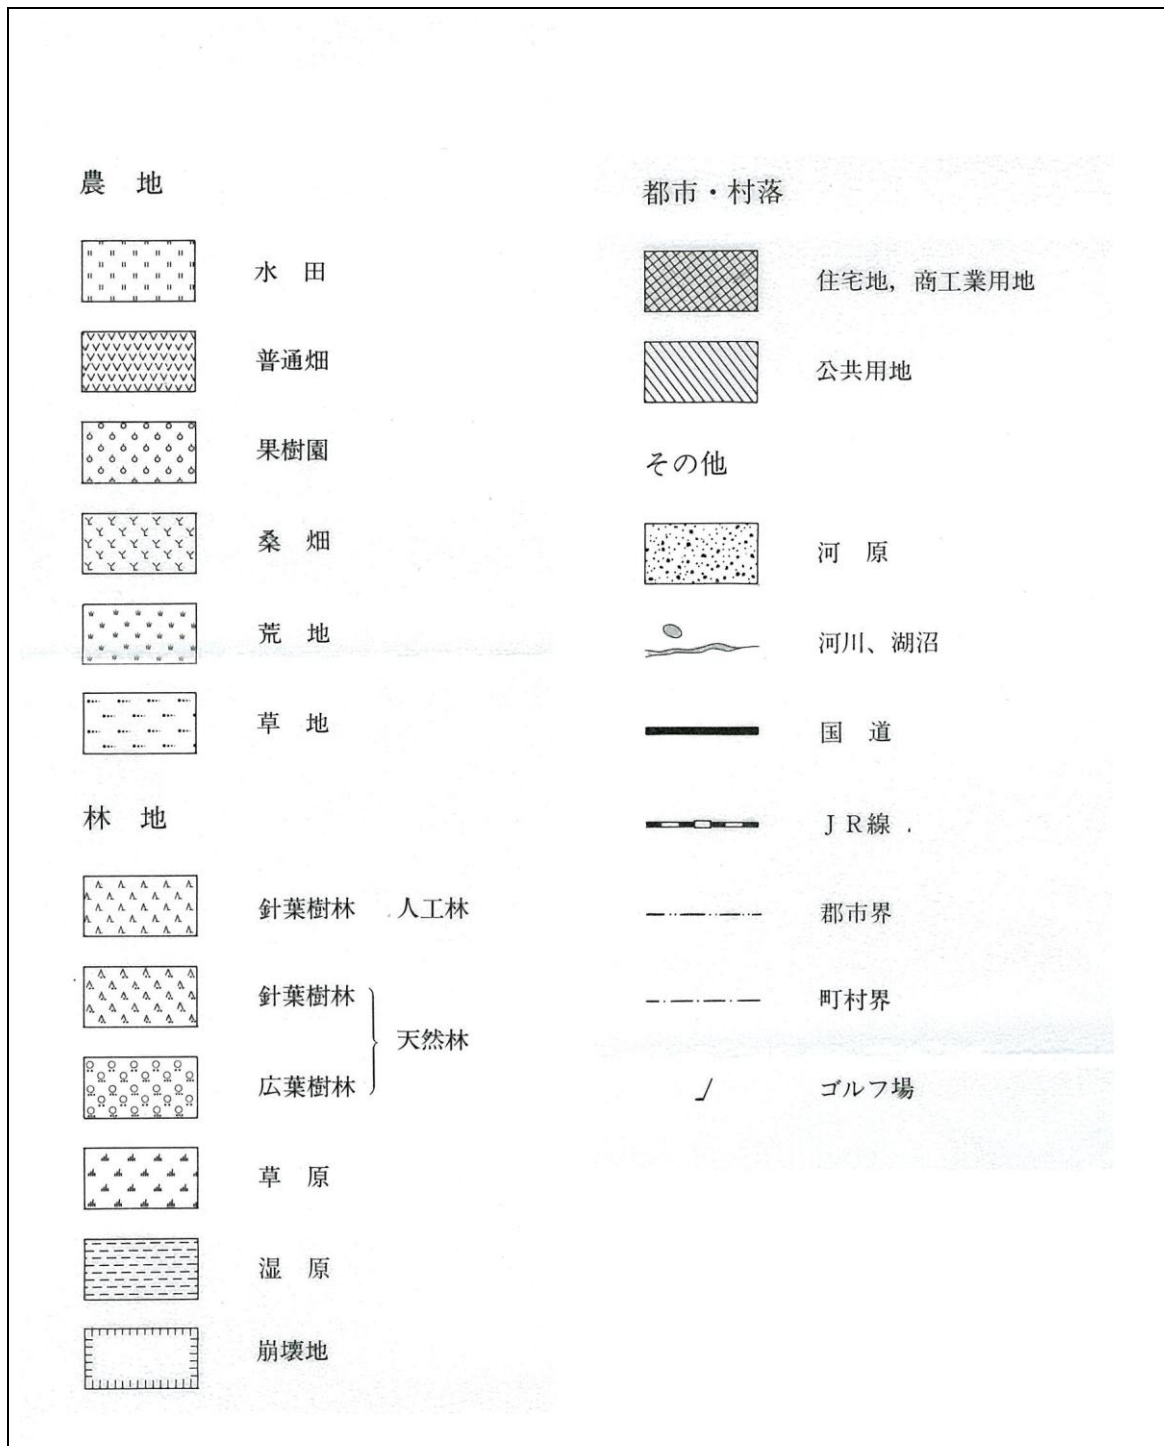 農　地
水　田
普通畑
果樹園
桑　畑
荒　地
草　地
林　地
針葉樹林　人工林
針葉樹林
天然林
広葉樹林
草　原
湿　原
崩壊地
都市・村落
住宅地，商工業用地
公共用地
その他
河　原
河川、湖沼
国　道
ＪＲ線
郡市界
町村界
ゴルフ場